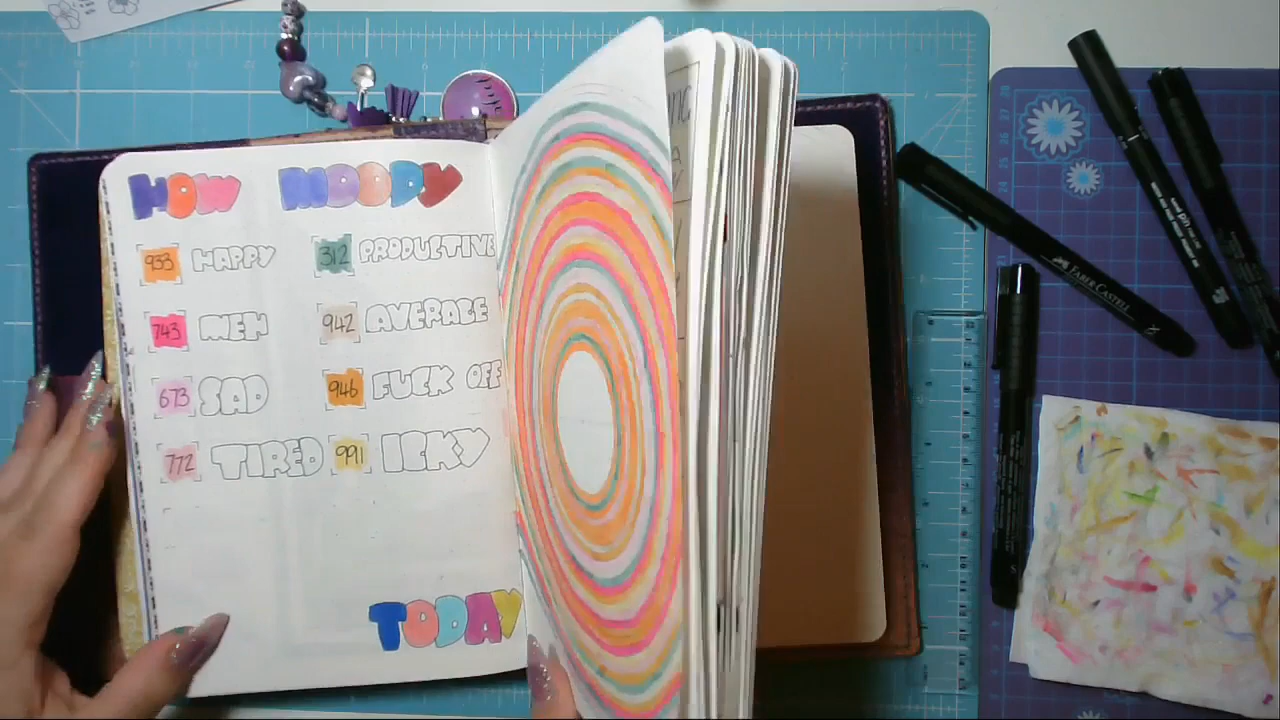 HOW MOODY
933 HAPPY 312 PRODUCTIVE
743 MEH 942 AVERAGE
673 SAD 946 FUCK OFF
772 TIRED 991 ICKY
TODAY
FABER-CASTELL